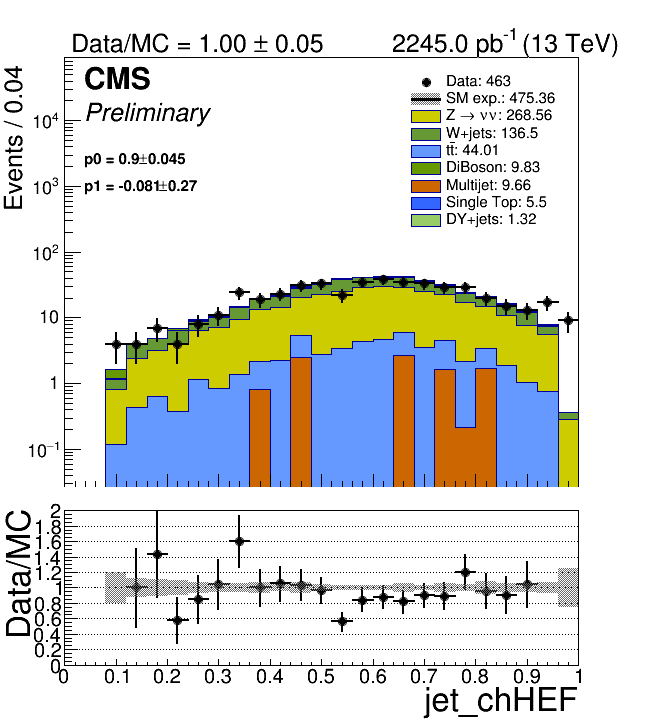 Data/MC = 1.00 ± 0.05
2245.0 pb⁻¹ (13 TeV)
CMS
Preliminary
p0 = 0.9±0.045
p1 = -0.081±0.27
Data: 463
SM exp.: 475.36
Z → νν: 268.56
W+jets: 136.5
tt̄: 44.01
DiBoson: 9.83
Multijet: 9.66
Single Top: 5.5
DY+jets: 1.32
Events / 0.04
10⁴
10³
10²
10
1
10⁻¹
Data/MC
2
1.8
1.6
1.4
1.2
1
0.8
0.6
0.4
0.2
0
0 0.1 0.2 0.3 0.4 0.5 0.6 0.7 0.8 0.9 1
jet_chHEF